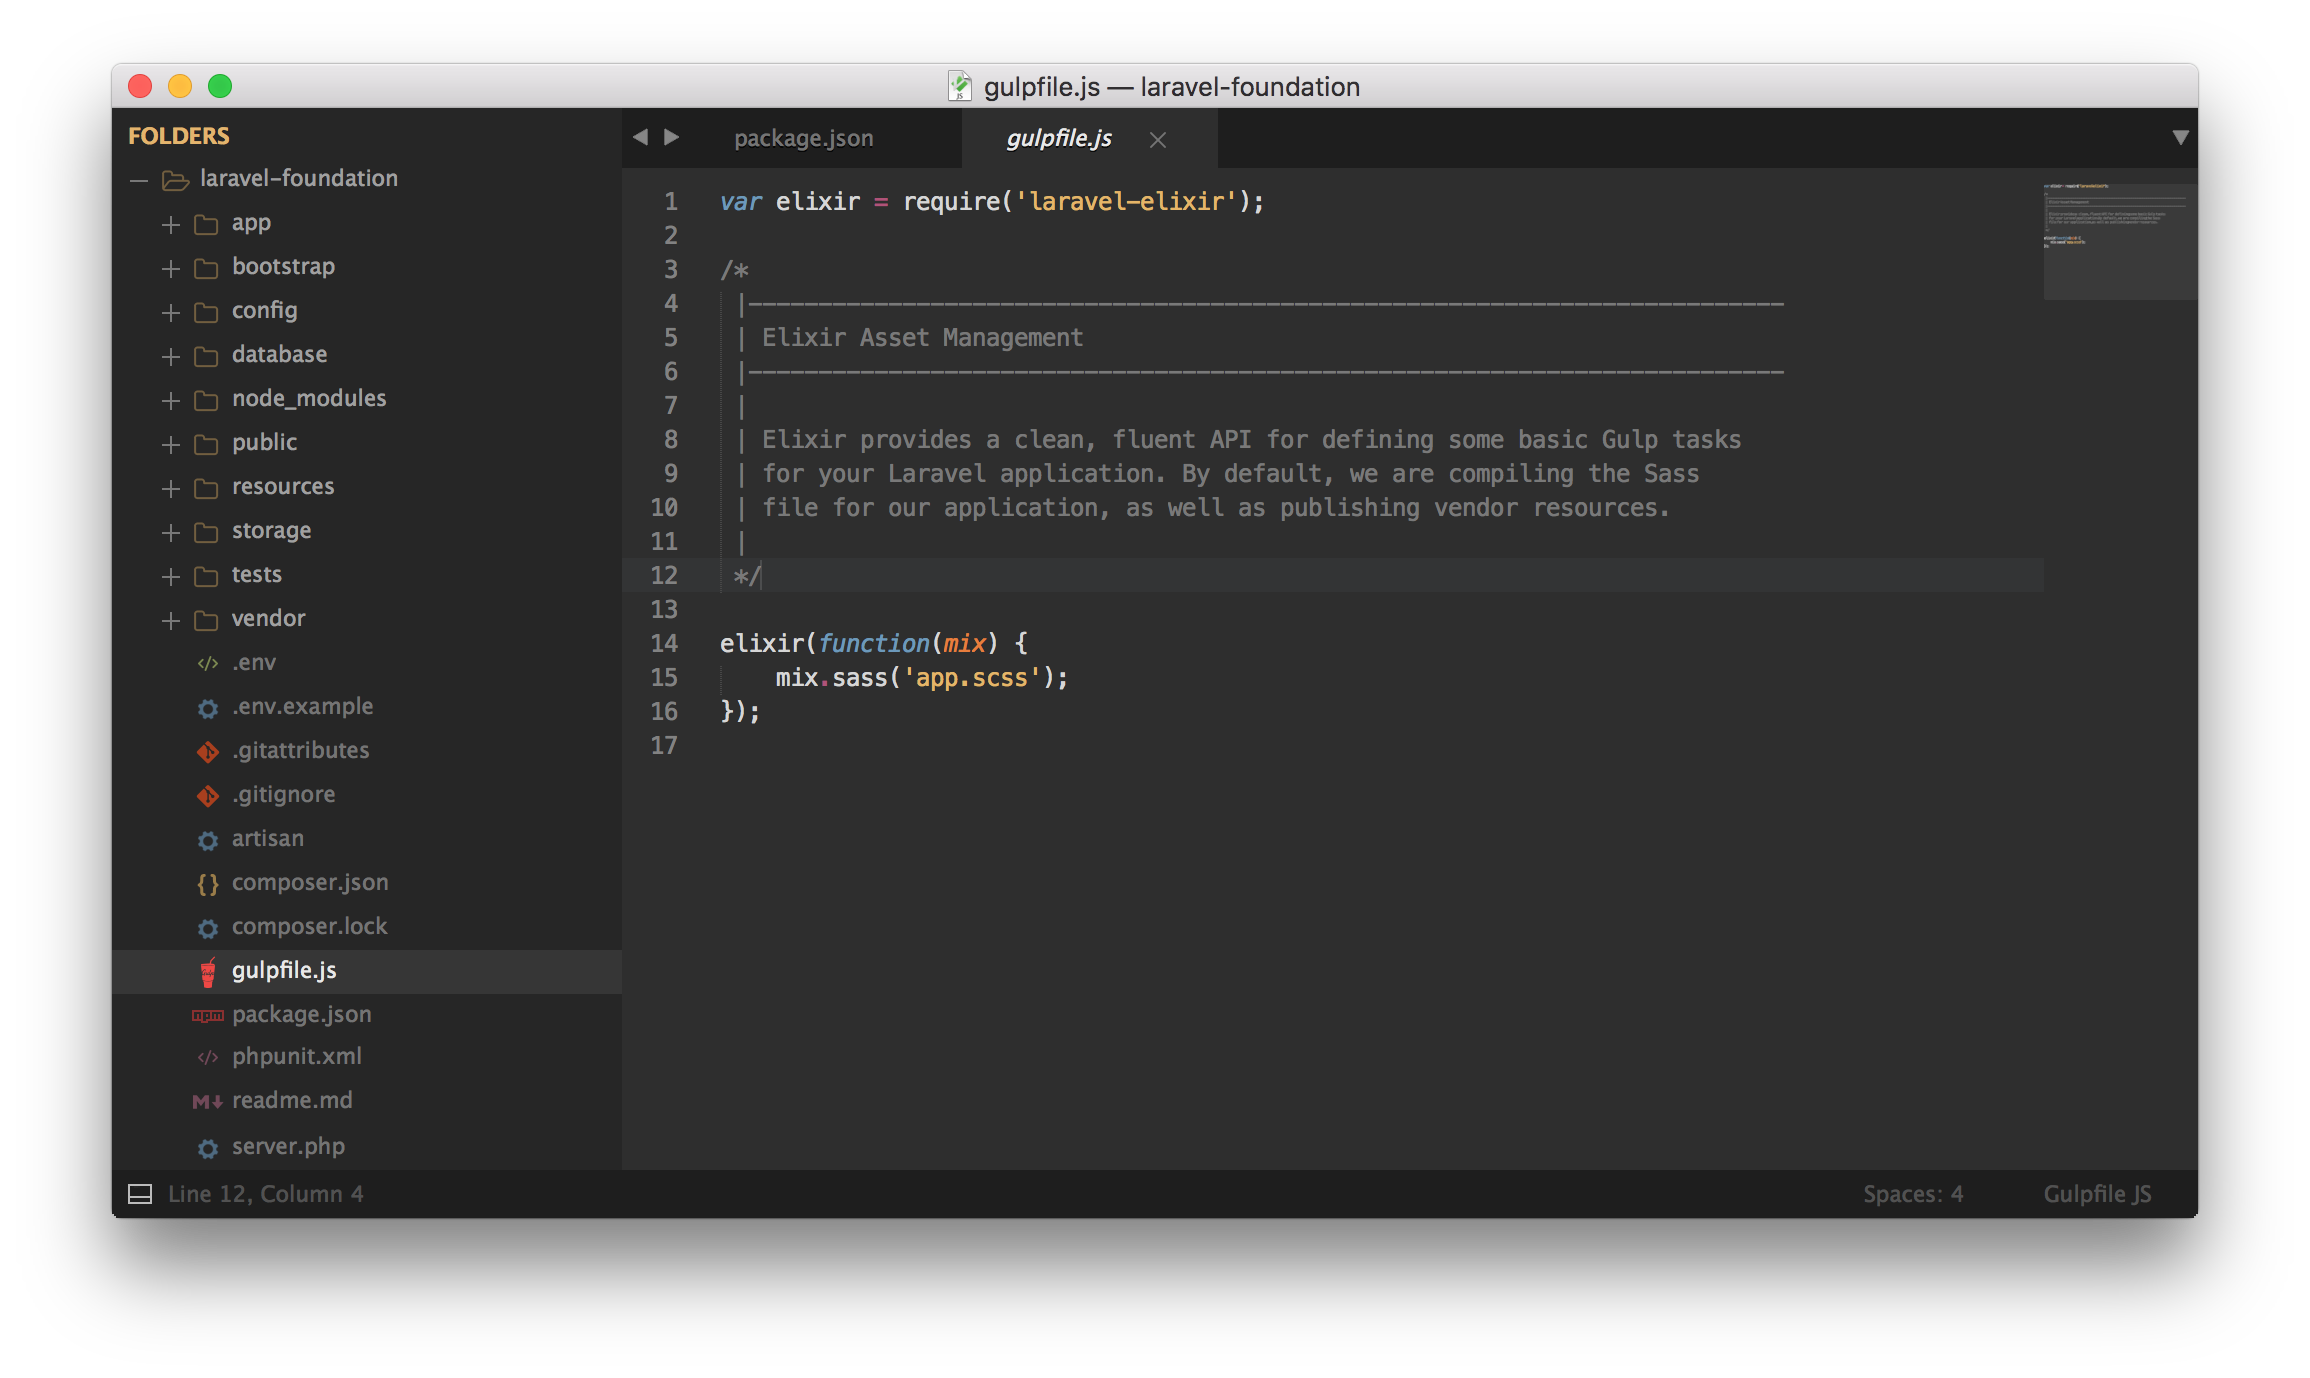 gulpfile.js — laravel-foundation
FOLDERS
laravel-foundation
app
bootstrap
config
database
node_modules
public
resources
storage
tests
vendor
.env
.env.example
.gitattributes
.gitignore
artisan
composer.json
composer.lock
gulpfile.js
package.json
phpunit.xml
readme.md
server.php
package.json
gulpfile.js
1 var elixir = require('laravel-elixir');
2
3 /*
4 |--------------------------------------------------------------------------
5 | Elixir Asset Management
6 |--------------------------------------------------------------------------
7 |
8 | Elixir provides a clean, fluent API for defining some basic Gulp tasks
9 | for your Laravel application. By default, we are compiling the Sass
10 | file for our application, as well as publishing vendor resources.
11 |
12 */
13
14 elixir(function(mix) {
15 mix.sass('app.scss');
16 });
17
Line 12, Column 4
Spaces: 4
Gulpfile JS